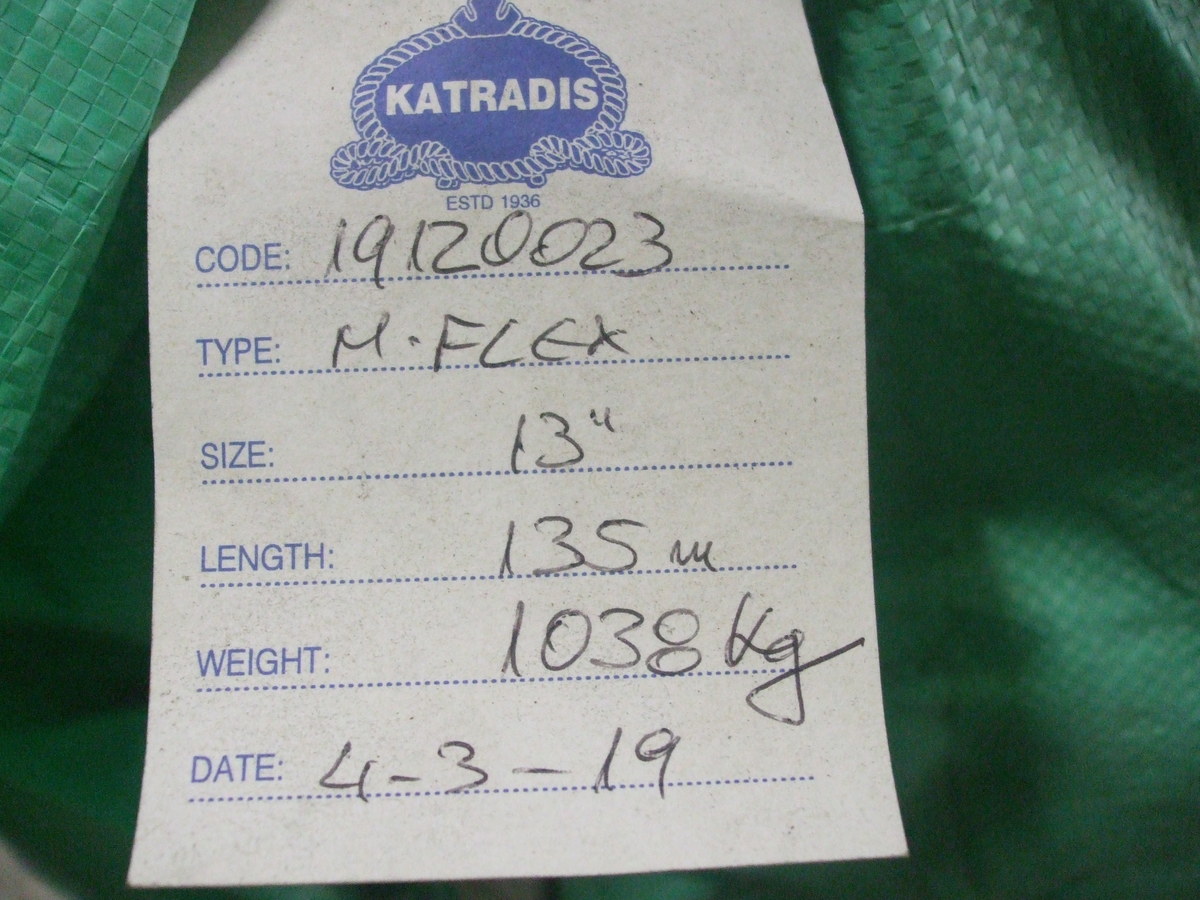 KATRADIS
ESTD 1936
CODE: 19120023
TYPE: M.FLEX
SIZE: 13"
LENGTH: 135 m
WEIGHT: 1038 Kg
DATE: 4-3-19